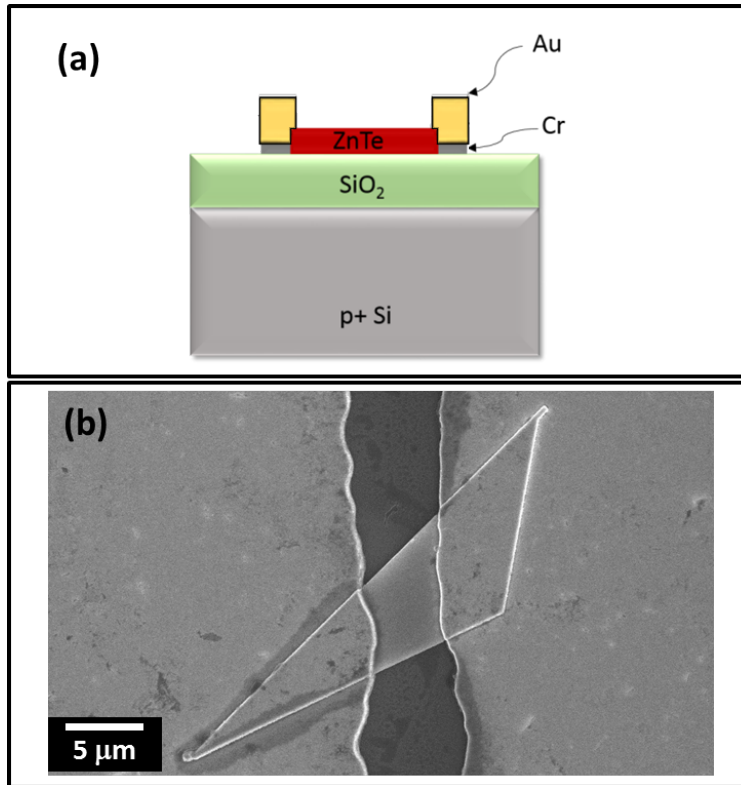 (a)
Au
Cr
ZnTe
SiO₂
p+ Si
(b)
5 μm